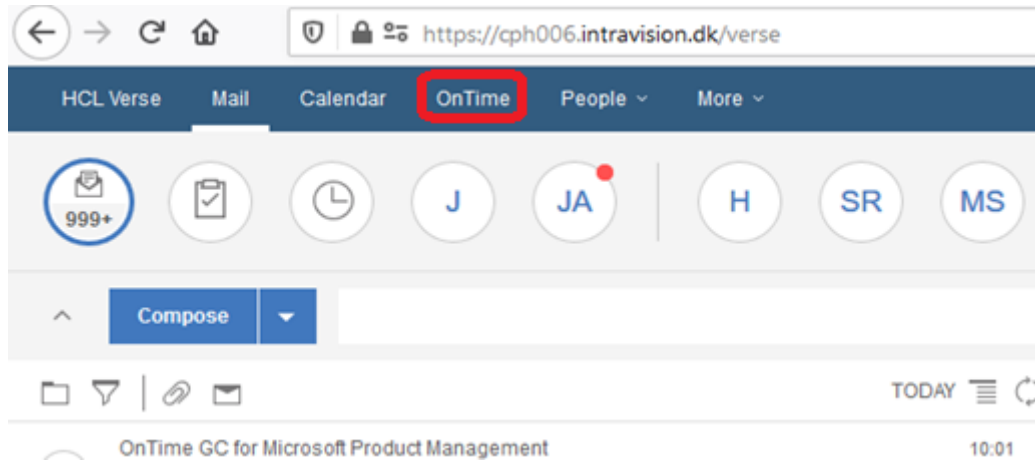 https://cph006.intravision.dk/verse
HCL Verse Mail Calendar OnTime People More
999+ J JA H SR MS
Compose
TODAY
OnTime GC for Microsoft Product Management 10:01